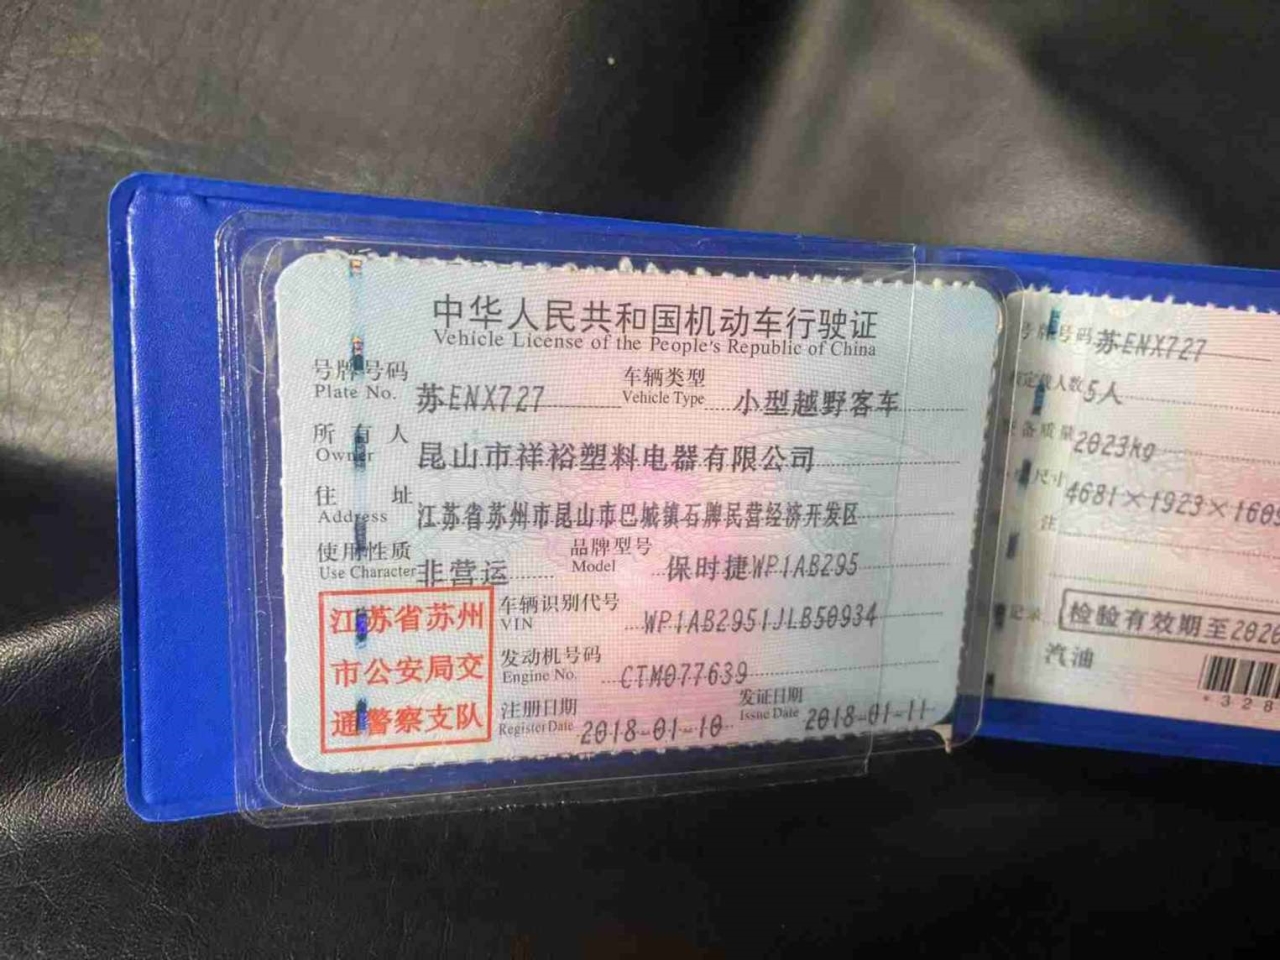 中华人民共和国机动车行驶证
Vehicle License of the People's Republic of China
号牌号码 苏ENX727 车辆类型 小型越野客车
Plate No. Vehicle Type
所有人 昆山市祥裕塑料电器有限公司
Owner
住址 江苏省苏州市昆山市巴城镇石牌民营经济开发区
Address
使用性质 非营运 品牌型号 保时捷WP1AB295
Use Character Model
江苏省苏州
市公安局交
通警察支队
车辆识别代号 WP1AB2951JLB50934
VIN
发动机号码 CTM077639
Engine No.
注册日期 2018-01-10 发证日期 2018-01-11
Register Date Issue Date
号牌号码 苏ENX727
定载人数 5人
备质量 2023kg
尺寸 4681×1923×160
注
记录 检验有效期至2020
汽油
*328